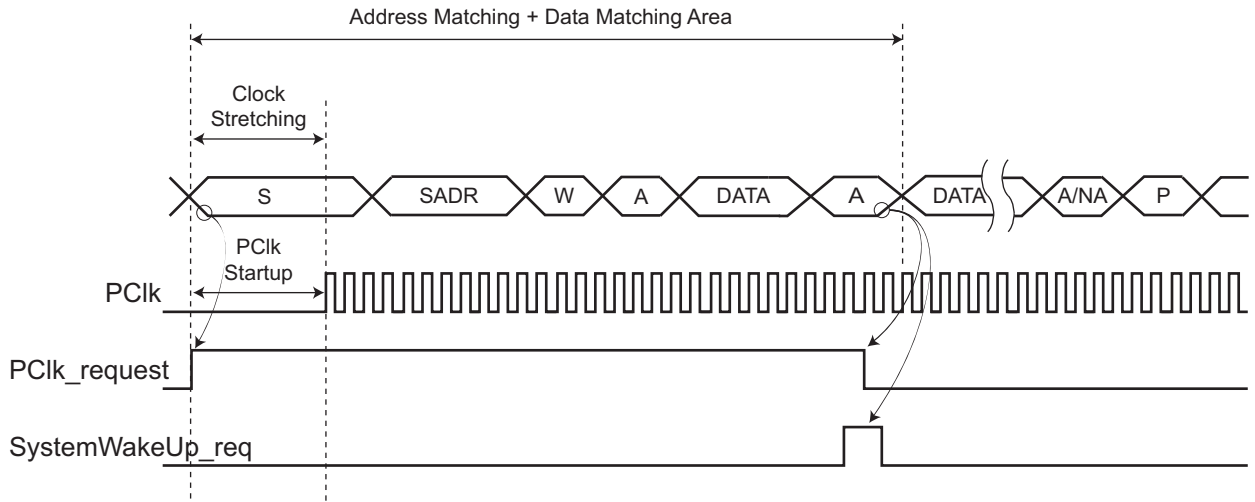 Address Matching + Data Matching Area
Clock
Stretching
S
SADR
W
A
DATA
A
DATA
A/NA
P
PClk
Startup
PClk
PClk_request
SystemWakeUp_req